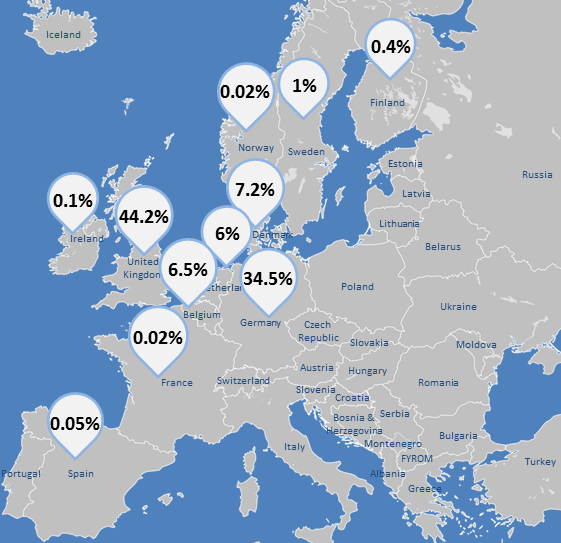 Iceland
0.4%
1%
0.02%
Finland
Norway
Sweden
Estonia
Russia
7.2%
Latvia
0.1%
44.2%
Lithuania
6%
Denmark
Ireland
Belarus
United
Kingdom
6.5%
34.5%
etherlan
Poland
Ukraine
Belgium
Germany
Czech
Republic
0.02%
Slovakia
Moldova
Austria
Hungary
France
Switzerland
Romania
Slovenia
Croatia
0.05%
Serbia
Bosnia &
Herzegovina
Bulgaria
Montenegro
Italy
FYROM
Turkey
Portugal
Spain
Albania
Greece